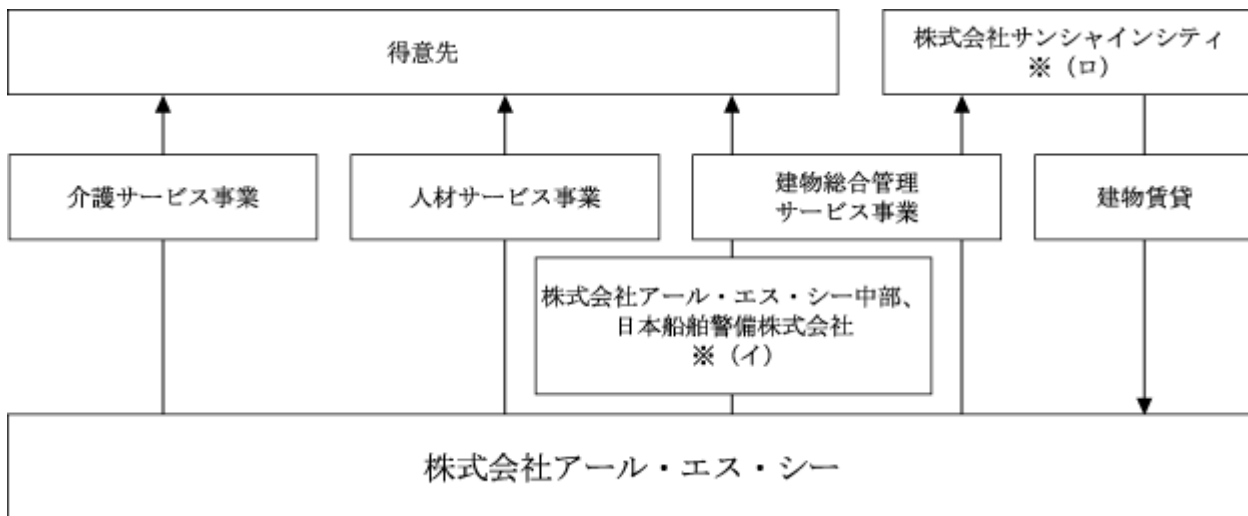 得意先
株式会社サンシャインシティ
※（ロ）
介護サービス事業
人材サービス事業
建物総合管理
サービス事業
建物賃貸
株式会社アール・エス・シー中部、
日本船舶警備株式会社
※（イ）
株式会社アール・エス・シー